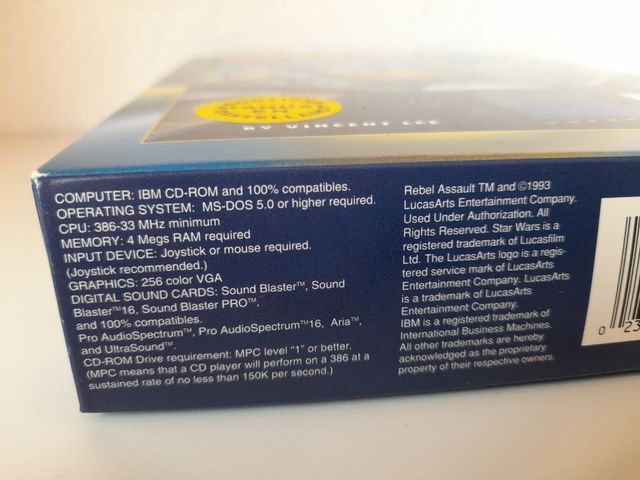 BY VINCENT LEE
COMPUTER: IBM CD-ROM and 100% compatibles.
OPERATING SYSTEM: MS-DOS 5.0 or higher required.
CPU: 386-33 MHz minimum
MEMORY: 4 Megs RAM required
INPUT DEVICE: Joystick or mouse required.
(Joystick recommended.)
GRAPHICS: 256 color VGA
DIGITAL SOUND CARDS: Sound Blaster™, Sound
Blaster™16, Sound Blaster PRO™,
and 100% compatibles.
Pro AudioSpectrum™, Pro AudioSpectrum™16, Aria™,
and UltraSound™.
CD-ROM Drive requirement: MPC level "1" or better.
(MPC means that a CD player will perform on a 386 at a
sustained rate of no less than 150K per second.)
Rebel Assault TM and ©1993
LucasArts Entertainment Company.
Used Under Authorization. All
Rights Reserved. Star Wars is a
registered trademark of Lucasfilm
Ltd. The LucasArts logo is a regis-
tered service mark of LucasArts
Entertainment Company. LucasArts
is a trademark of LucasArts
Entertainment Company.
IBM is a registered trademark of
International Business Machines.
All other trademarks are hereby
acknowledged as the proprietary
property of their respective owners.
0 23